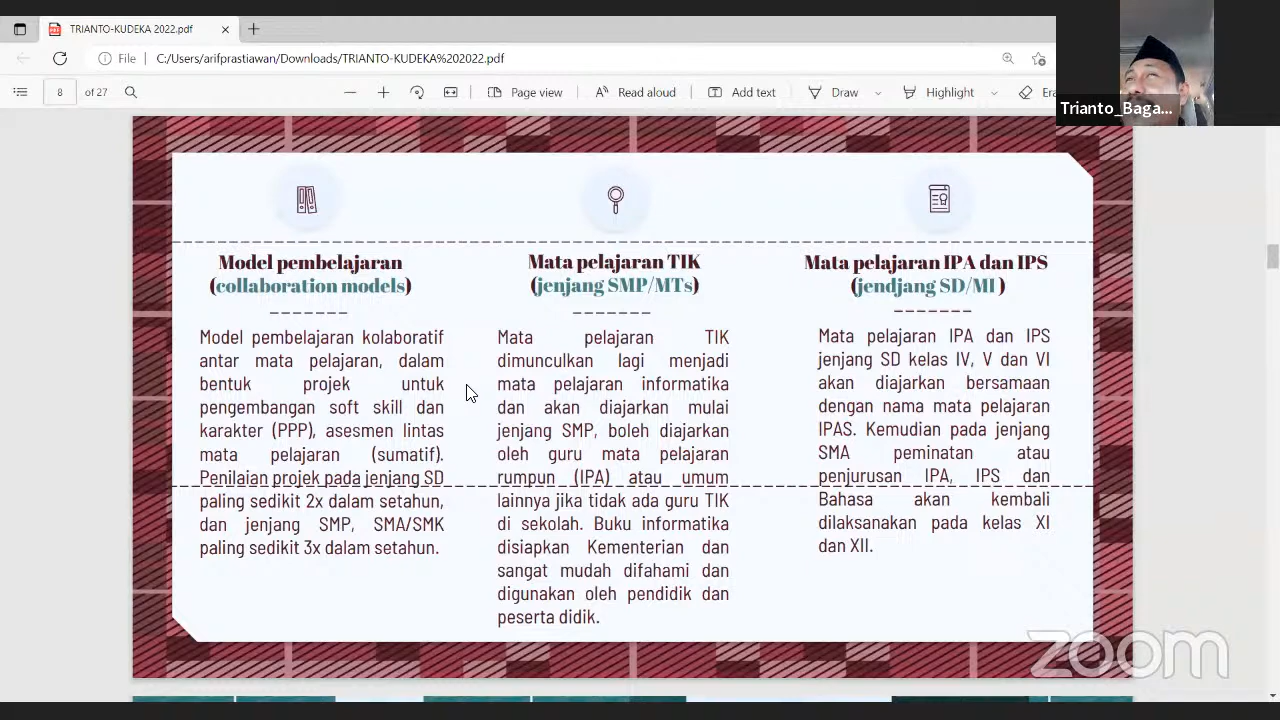 TRIANTO-KUDEKA 2022.pdf
File C:/Users/arifprastiawan/Downloads/TRIANTO-KUDEKA%202022.pdf
8 of 27 Page view Read aloud Add text Draw Highlight Era
Trianto_Baga...
Model pembelajaran
(collaboration models)
Model pembelajaran kolaboratif
antar mata pelajaran, dalam
bentuk projek untuk
pengembangan soft skill dan
karakter (PPP), asesmen lintas
mata pelajaran (sumatif).
Penilaian projek pada jenjang SD
paling sedikit 2x dalam setahun,
dan jenjang SMP, SMA/SMK
paling sedikit 3x dalam setahun.
Mata pelajaran TIK
(jenjang SMP/MTs)
Mata pelajaran TIK
dimunculkan lagi menjadi
mata pelajaran informatika
dan akan diajarkan mulai
jenjang SMP, boleh diajarkan
oleh guru mata pelajaran
rumpun (IPA) atau umum
lainnya jika tidak ada guru TIK
di sekolah. Buku informatika
disiapkan Kementerian dan
sangat mudah difahami dan
digunakan oleh pendidik dan
peserta didik.
Mata pelajaran IPA dan IPS
(jendjang SD/MI )
Mata pelajaran IPA dan IPS
jenjang SD kelas IV, V dan VI
akan diajarkan bersamaan
dengan nama mata pelajaran
IPAS. Kemudian pada jenjang
SMA peminatan atau
penjurusan IPA, IPS dan
Bahasa akan kembali
dilaksanakan pada kelas XI
dan XII.
zoom